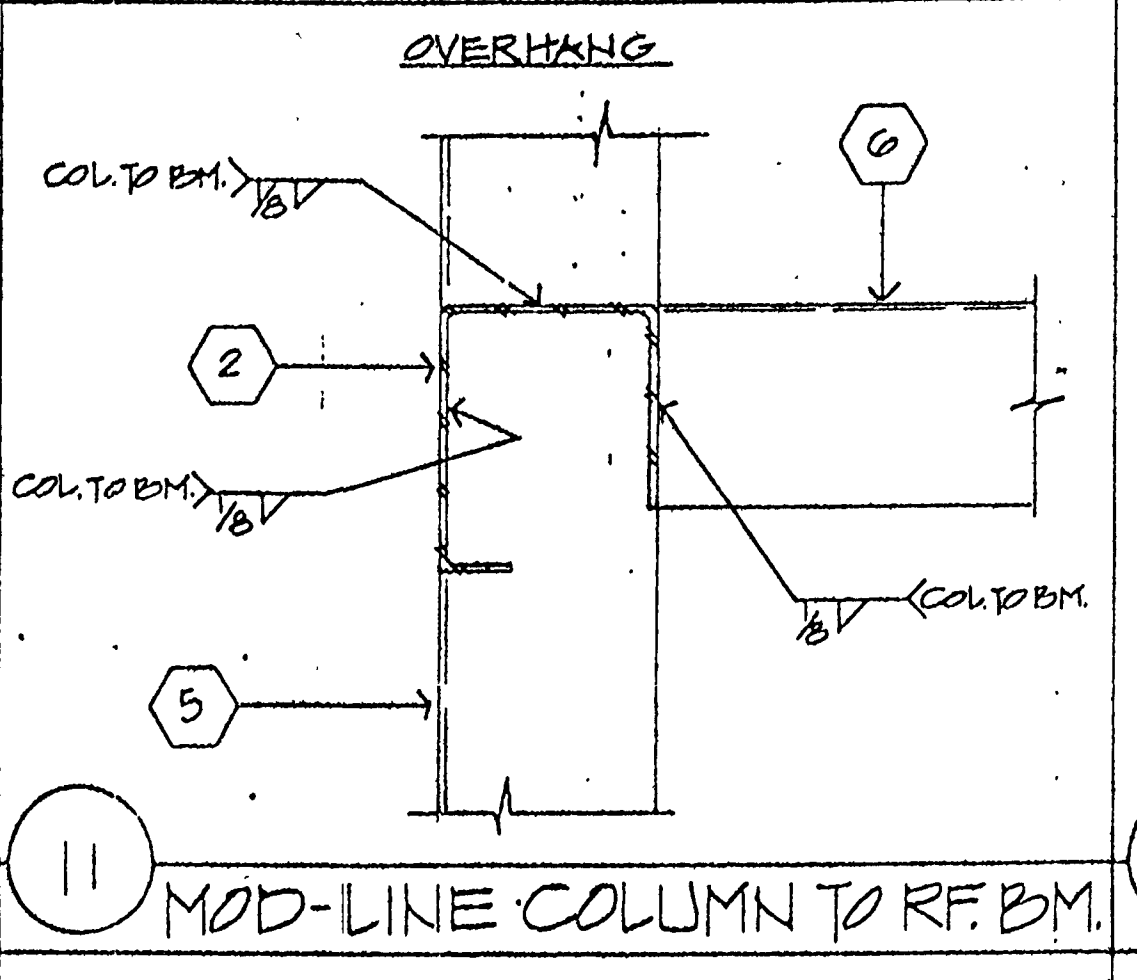 OVERHANG
6
COL. TO BM.
1/8
2
COL. TO BM.
1/8
COL. TO BM.
1/8
5
11
MOD-LINE COLUMN TO RF. BM.